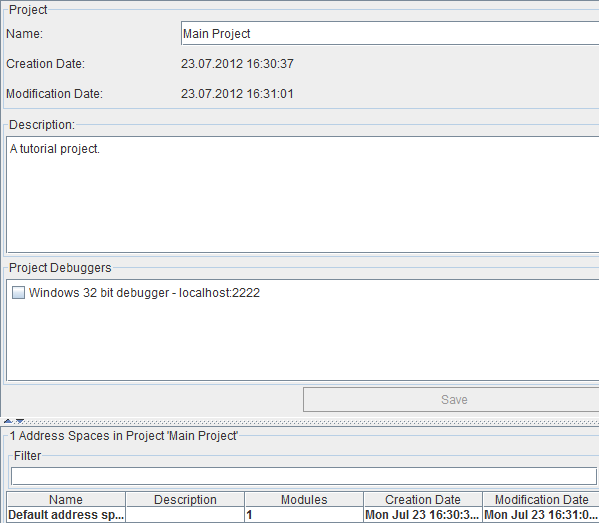 Project
Name: Main Project
Creation Date: 23.07.2012 16:30:37
Modification Date: 23.07.2012 16:31:01
Description:
A tutorial project.
Project Debuggers
Windows 32 bit debugger - localhost:2222
Save
1 Address Spaces in Project 'Main Project'
Filter
Name Description Modules Creation Date Modification Date
Default address sp... 1 Mon Jul 23 16:30:3... Mon Jul 23 16:31:0...